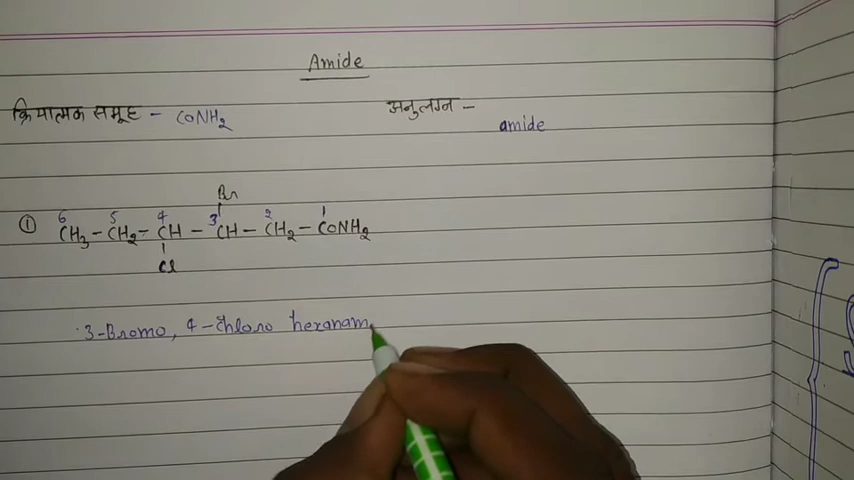 Amide
क्रियात्मक समूह - CONH2 अनुलग्न -
amide
Br
① 6 5 4 3 2 1
CH3 - CH2 - CH - CH - CH2 - CONH2
Cl
3-Bromo, 4-chloro hexanam